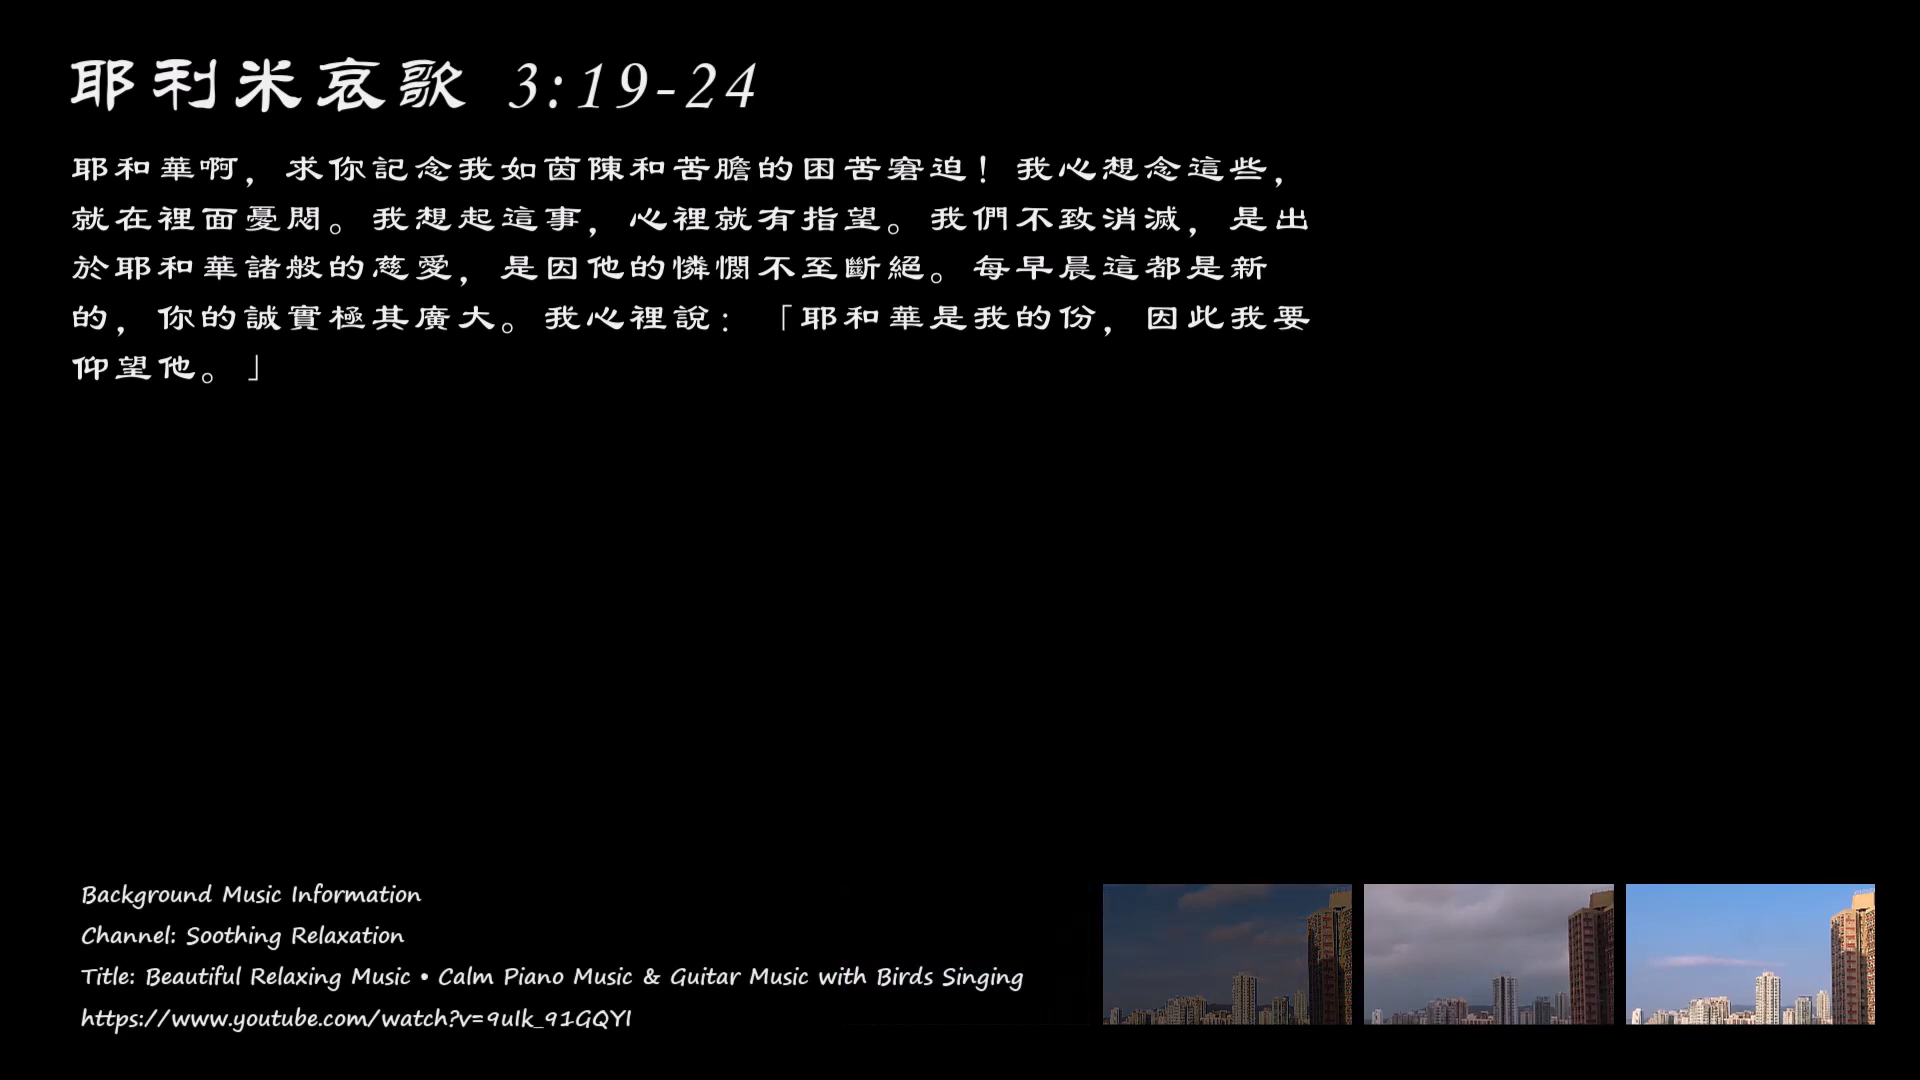 耶利米哀歌 3:19-24
耶和華啊，求你記念我如茵陳和苦膽的困苦窘迫！我心想念這些，
就在裡面憂悶。我想起這事，心裡就有指望。我們不致消滅，是出
於耶和華諸般的慈愛，是因他的憐憫不至斷絕。每早晨這都是新
的，你的誠實極其廣大。我心裡說：「耶和華是我的份，因此我要
仰望他。」
Background Music Information
Channel: Soothing Relaxation
Title: Beautiful Relaxing Music • Calm Piano Music & Guitar Music with Birds Singing
https://www.youtube.com/watch?v=9uIk_91GQYI